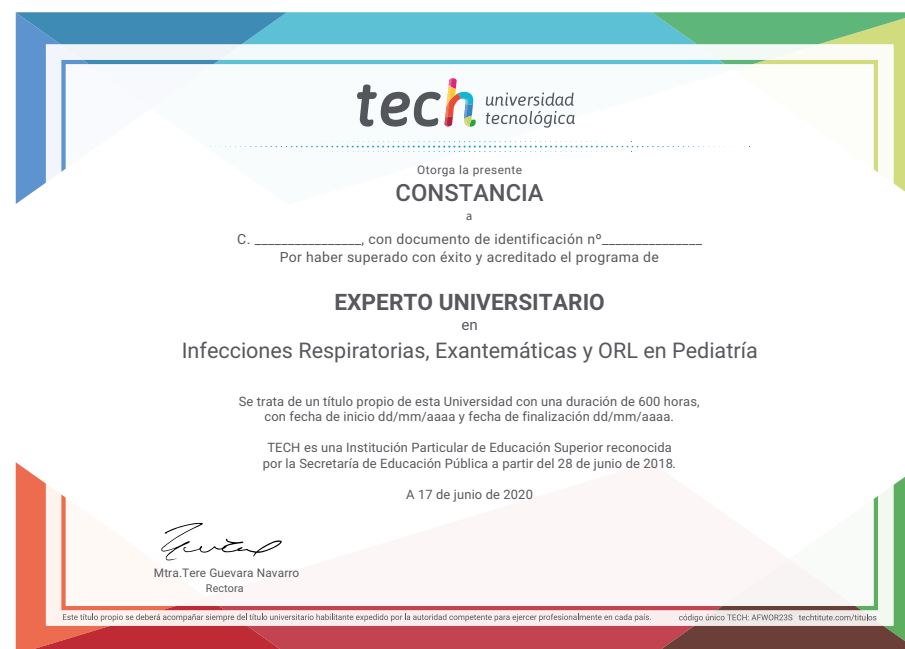 tech universidad
tecnológica
Otorga la presente
CONSTANCIA
a
C. ________________, con documento de identificación nº_______________
Por haber superado con éxito y acreditado el programa de
EXPERTO UNIVERSITARIO
en
Infecciones Respiratorias, Exantemáticas y ORL en Pediatría
Se trata de un título propio de esta Universidad con una duración de 600 horas,
con fecha de inicio dd/mm/aaaa y fecha de finalización dd/mm/aaaa.
TECH es una Institución Particular de Educación Superior reconocida
por la Secretaría de Educación Pública a partir del 28 de junio de 2018.
A 17 de junio de 2020
Mtra.Tere Guevara Navarro
Rectora
Este título propio se deberá acompañar siempre del título universitario habilitante expedido por la autoridad competente para ejercer profesionalmente en cada país. código único TECH: AFWOR23S techtitute.com/titulos